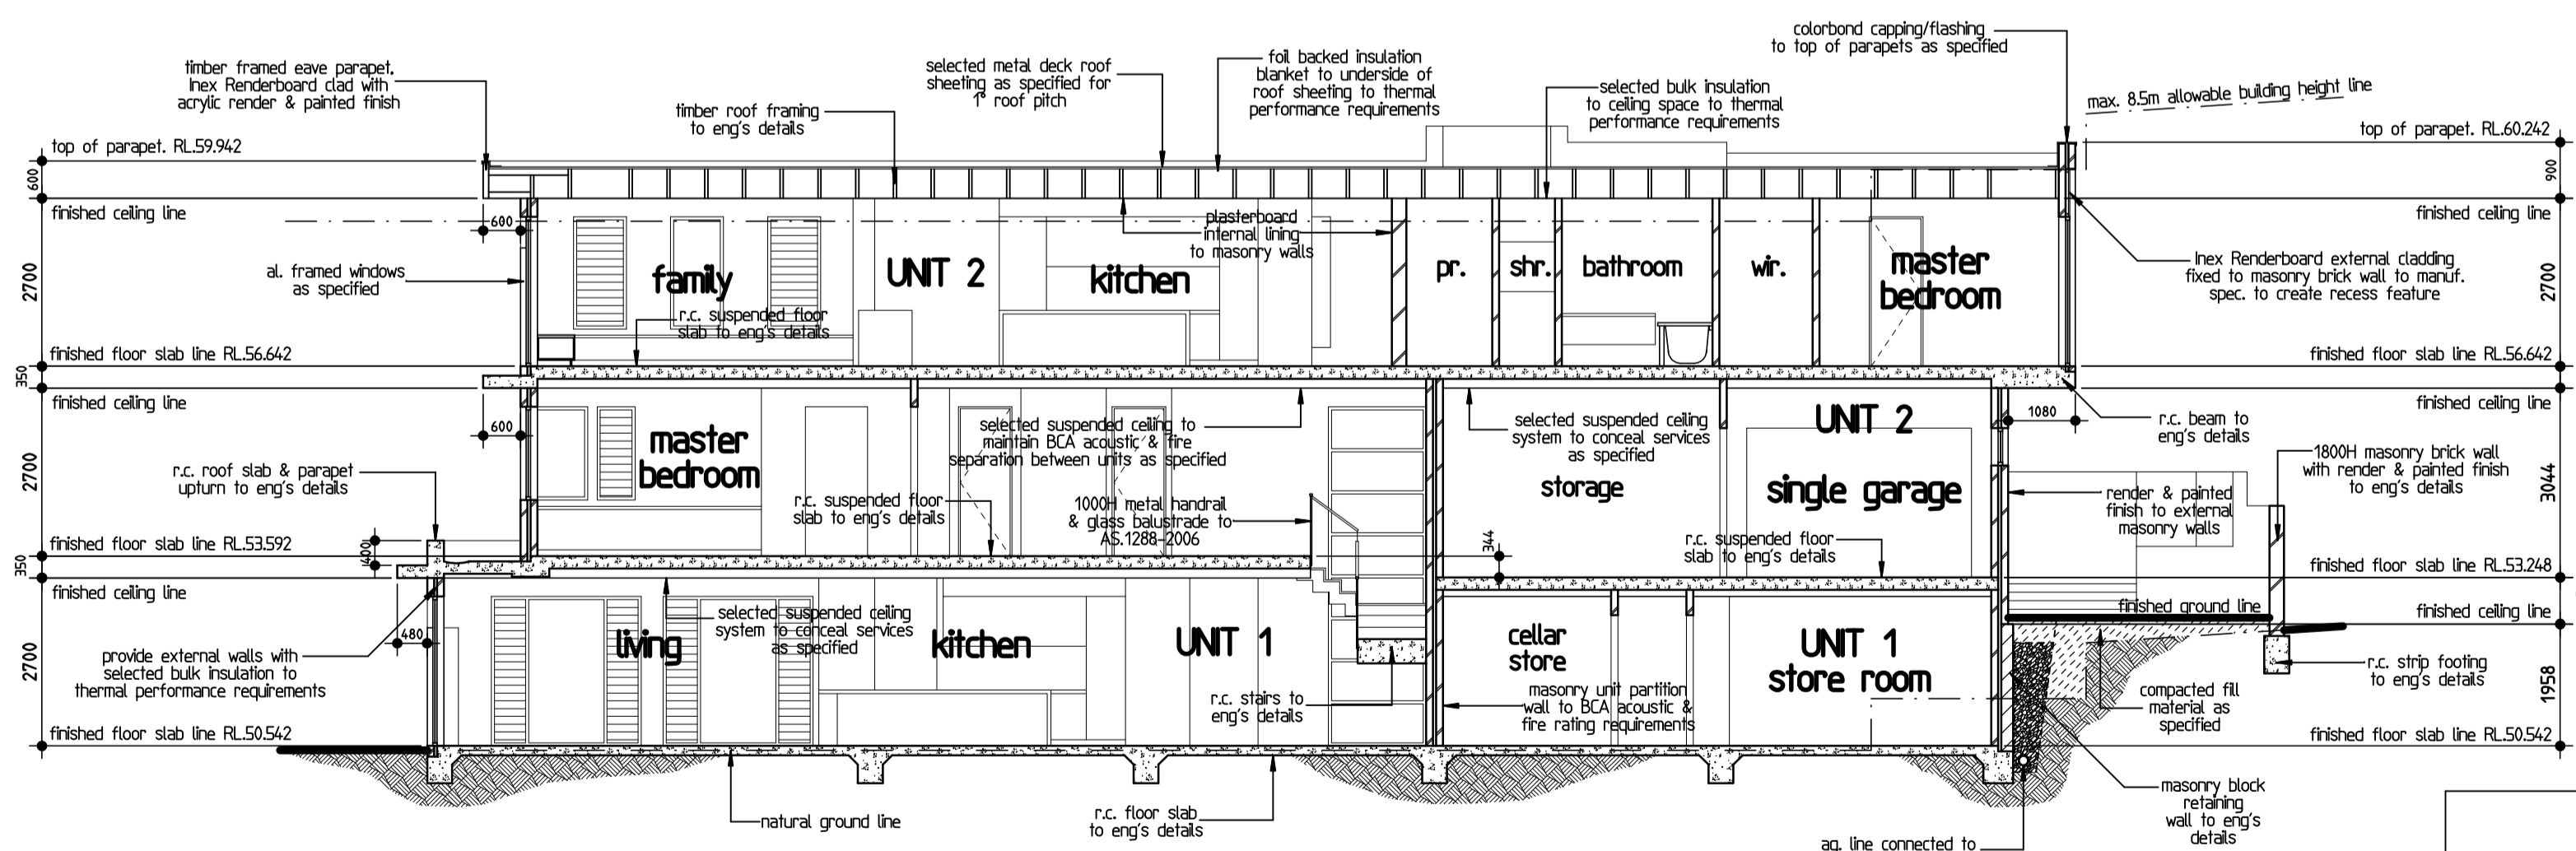 colorbond capping/flashing
to top of parapets as specified
timber framed eave parapet.
Inex Renderboard clad with
acrylic render & painted finish
selected metal deck roof
sheeting as specified for
1° roof pitch
foil backed insulation
blanket to underside of
roof sheeting to thermal
performance requirements
selected bulk insulation
to ceiling space to thermal
performance requirements
timber roof framing
to eng's details
max. 8.5m allowable building height line
top of parapet. RL.59.942
top of parapet. RL.60.242
600
900
finished ceiling line
finished ceiling line
600
plasterboard
internal lining
to masonry walls
al. framed windows
as specified
2700
family
UNIT 2
kitchen
pr.
shr.
bathroom
wir.
master
bedroom
Inex Renderboard external cladding
fixed to masonry brick wall to manuf.
spec. to create recess feature
2700
r.c. suspended floor
slab to eng's details
finished floor slab line RL.56.642
finished floor slab line RL.56.642
350
finished ceiling line
finished ceiling line
600
master
bedroom
selected suspended ceiling to
maintain BCA acoustic & fire
separation between units as specified
selected suspended ceiling
system to conceal services
as specified
UNIT 2
1080
r.c. beam to
eng's details
r.c. roof slab & parapet
upturn to eng's details
2700
r.c. suspended floor
slab to eng's details
1000H metal handrail
& glass balustrade to
AS.1288-2006
storage
single garage
render & painted
finish to external
masonry walls
1800H masonry brick wall
with render & painted finish
to eng's details
3044
400
344
r.c. suspended floor
slab to eng's details
finished floor slab line RL.53.592
finished floor slab line RL.53.248
350
finished ceiling line
finished ground line
finished ceiling line
480
living
selected suspended ceiling
system to conceal services
as specified
kitchen
UNIT 1
cellar
store
UNIT 1
store room
provide external walls with
selected bulk insulation to
thermal performance requirements
2700
r.c. stairs to
eng's details
masonry unit partition
wall to BCA acoustic &
fire rating requirements
compacted fill
material as
specified
r.c. strip footing
to eng's details
1958
finished floor slab line RL.50.542
finished floor slab line RL.50.542
natural ground line
r.c. floor slab
to eng's details
masonry block
retaining
wall to eng's
details
ag. line connected to